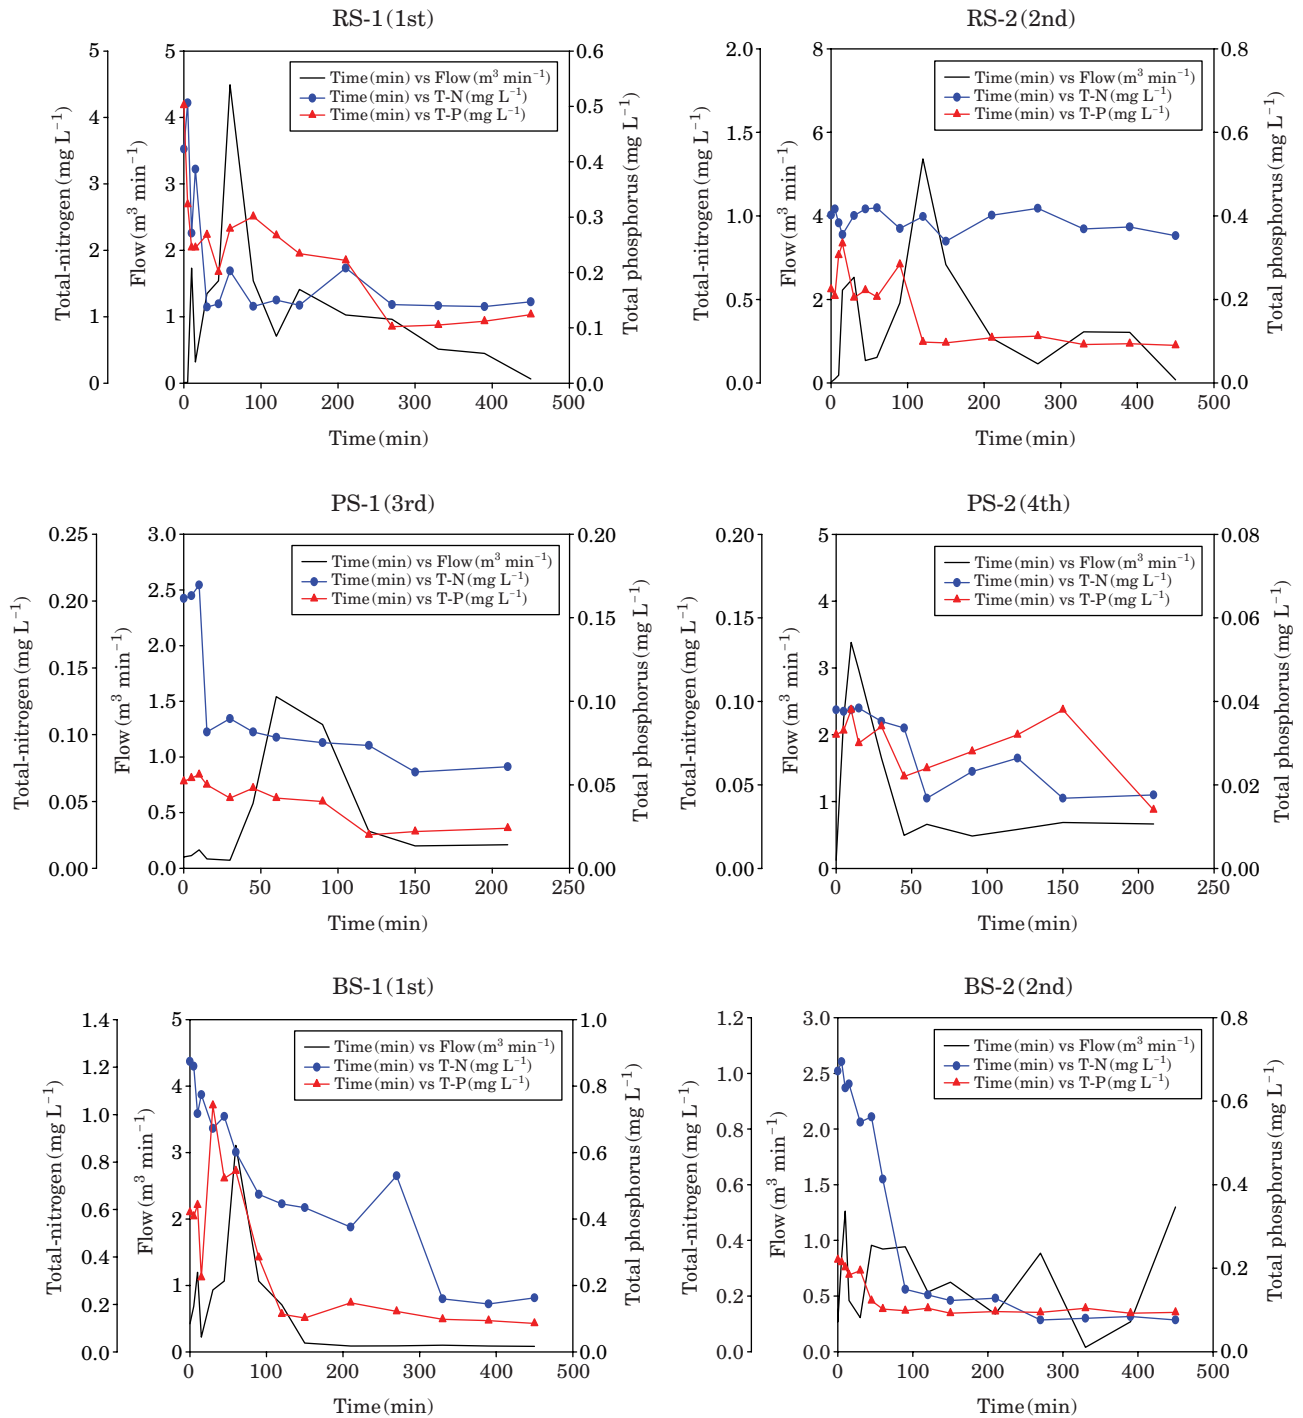 RS-1(1st)
5
4
3
2
1
0
Total-nitrogen(mg L−1)
5
4
3
2
1
0
Flow(m3 min−1)
Time(min) vs Flow(m3 min−1)
Time(min) vs T-N(mg L−1)
Time(min) vs T-P(mg L−1)
0.6
0.5
0.4
0.3
0.2
0.1
0.0
Total phosphorus(mg L−1)
0 100 200 300 400 500
Time(min)
RS-2(2nd)
2.0
1.5
1.0
0.5
0.0
Total-nitrogen(mg L−1)
8
6
4
2
0
Flow(m3 min−1)
Time(min) vs Flow(m3 min−1)
Time(min) vs T-N(mg L−1)
Time(min) vs T-P(mg L−1)
0.8
0.6
0.4
0.2
0.0
Total phosphorus(mg L−1)
0 100 200 300 400 500
Time(min)
PS-1(3rd)
0.25
0.20
0.15
0.10
0.05
0.00
Total-nitrogen(mg L−1)
3.0
2.5
2.0
1.5
1.0
0.5
0.0
Flow(m3 min−1)
Time(min) vs Flow(m3 min−1)
Time(min) vs T-N(mg L−1)
Time(min) vs T-P(mg L−1)
0.20
0.15
0.10
0.05
0.00
Total phosphorus(mg L−1)
0 50 100 150 200 250
Time(min)
PS-2(4th)
0.20
0.15
0.10
0.05
0.00
Total-nitrogen(mg L−1)
5
4
3
2
1
0
Flow(m3 min−1)
Time(min) vs Flow(m3 min−1)
Time(min) vs T-N(mg L−1)
Time(min) vs T-P(mg L−1)
0.08
0.06
0.04
0.02
0.00
Total phosphorus(mg L−1)
0 50 100 150 200 250
Time(min)
BS-1(1st)
1.4
1.2
1.0
0.8
0.6
0.4
0.2
0.0
Total-nitrogen(mg L−1)
5
4
3
2
1
0
Flow(m3 min−1)
Time(min) vs Flow(m3 min−1)
Time(min) vs T-N(mg L−1)
Time(min) vs T-P(mg L−1)
1.0
0.8
0.6
0.4
0.2
0.0
Total phosphorus(mg L−1)
0 100 200 300 400 500
Time(min)
BS-2(2nd)
1.2
1.0
0.8
0.6
0.4
0.2
0.0
Total-nitrogen(mg L−1)
3.0
2.5
2.0
1.5
1.0
0.5
0.0
Flow(m3 min−1)
Time(min) vs Flow(m3 min−1)
Time(min) vs T-N(mg L−1)
Time(min) vs T-P(mg L−1)
0.8
0.6
0.4
0.2
0.0
Total phosphorus(mg L−1)
0 100 200 300 400 500
Time(min)